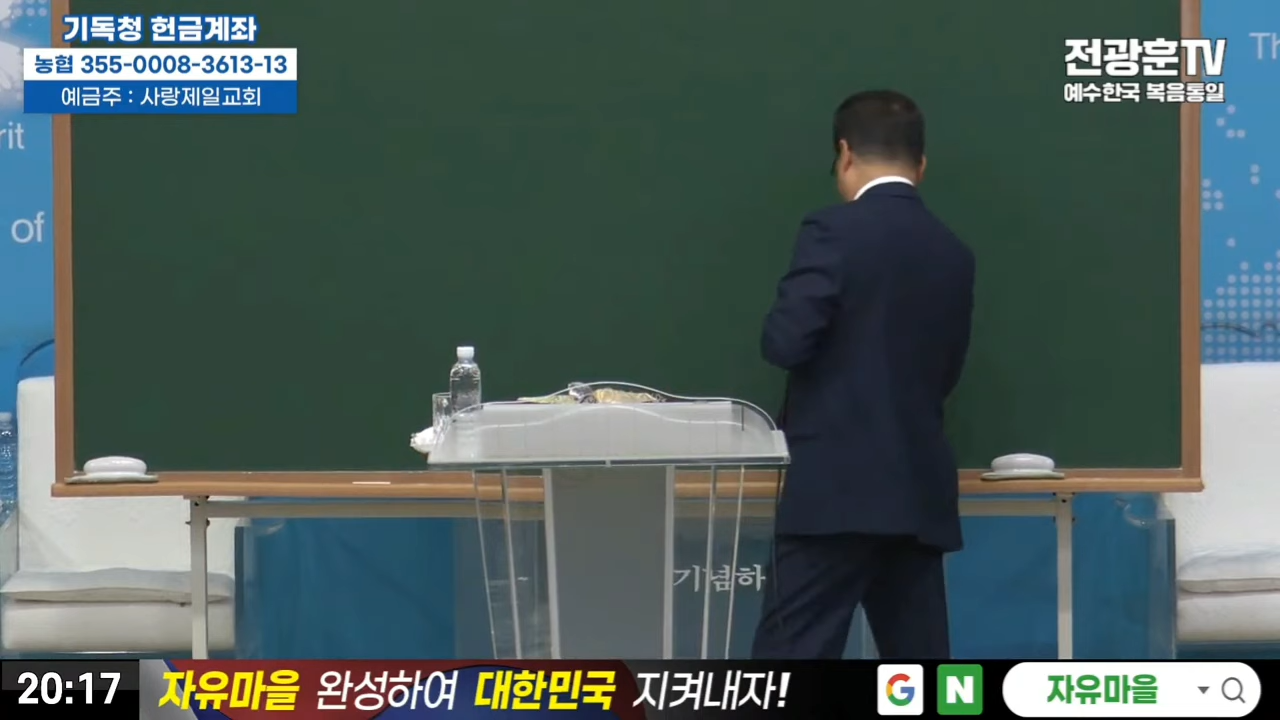 기독청 헌금계좌
농협 355-0008-3613-13
예금주 : 사랑제일교회
전광훈TV
예수한국 복음통일
Th
rit
of
기념하
20:17 자유마을 완성하여 대한민국 지켜내자!
G N 자유마을